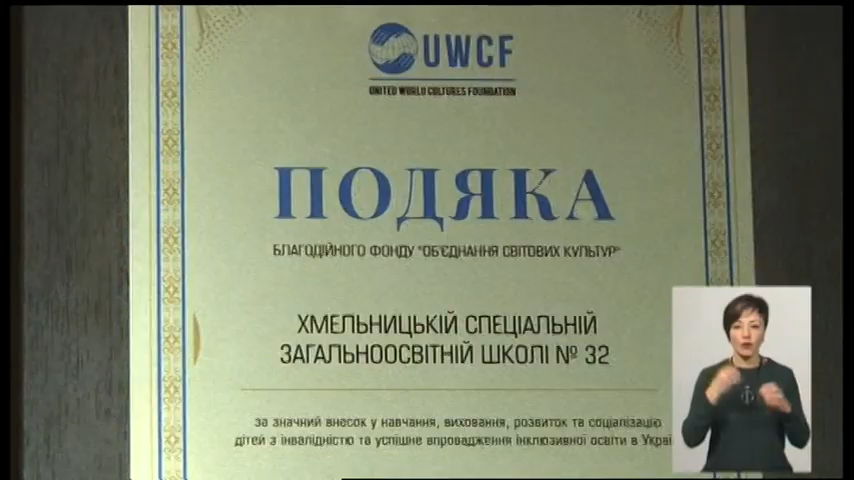 UWCF
UNITED WORLD CULTURES FOUNDATION
ПОДЯКА
БЛАГОДІЙНОГО ФОНДУ "ОБ'ЄДНАННЯ СВІТОВИХ КУЛЬТУР"
ХМЕЛЬНИЦЬКІЙ СПЕЦІАЛЬНІЙ
ЗАГАЛЬНООСВІТНІЙ ШКОЛІ № 32
за значний внесок у навчання, виховання, розвиток та соціалізацію
дітей з інвалідністю та успішне впровадження інклюзивної освіти в